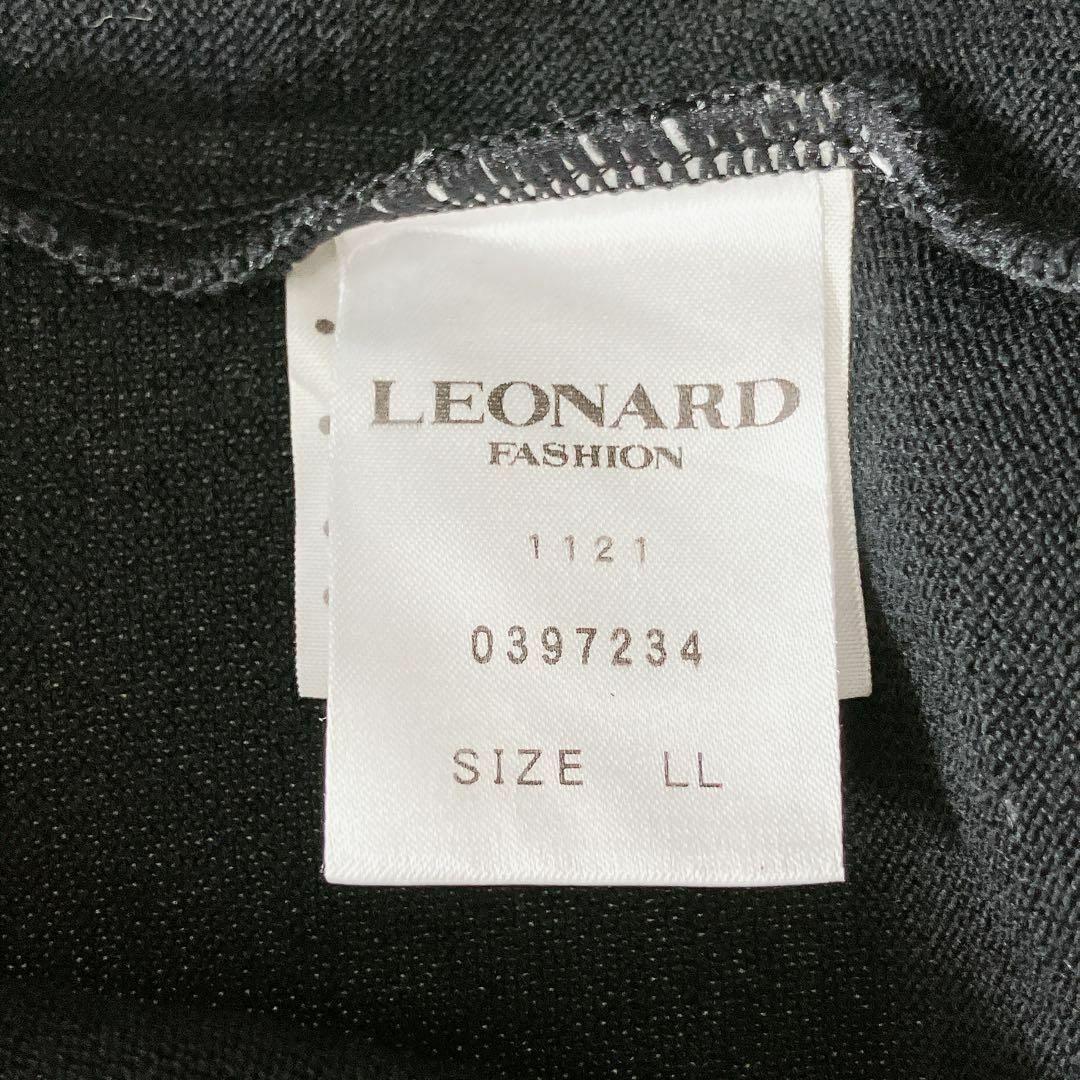 LEONARD
FASHION
1121
0397234
SIZE LL